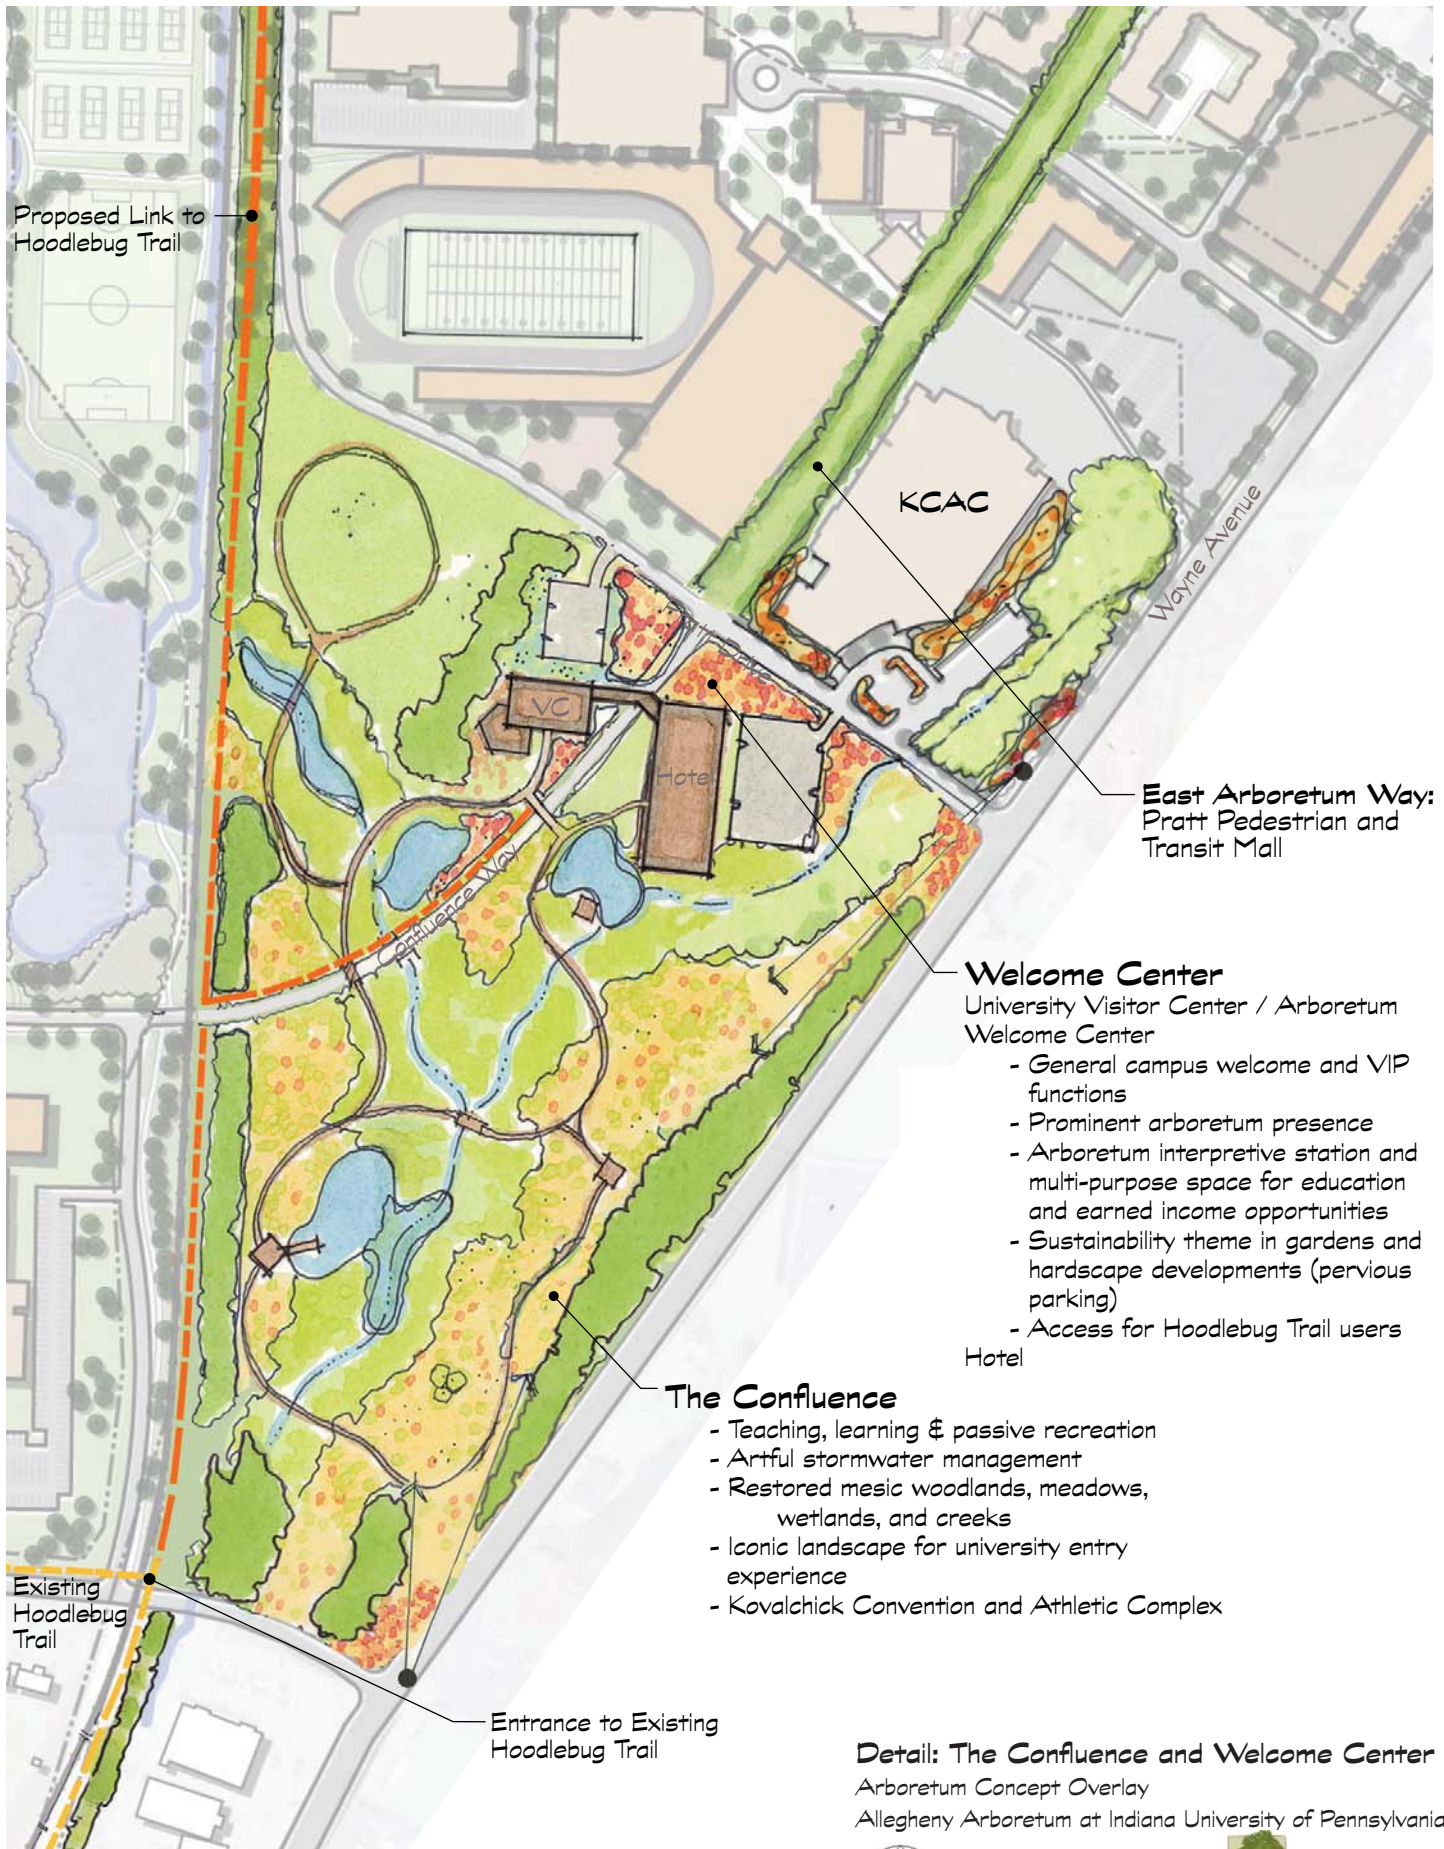 Proposed Link to
Hoodlebug Trail
KCAC
Wayne Avenue
Pratt Drive
VC
Hotel
Confluence Way
East Arboretum Way:
Pratt Pedestrian and
Transit Mall
Welcome Center
University Visitor Center / Arboretum
Welcome Center
- General campus welcome and VIP
functions
- Prominent arboretum presence
- Arboretum interpretive station and
multi-purpose space for education
and earned income opportunities
- Sustainability theme in gardens and
hardscape developments (pervious
parking)
- Access for Hoodlebug Trail users
Hotel
The Confluence
- Teaching, learning & passive recreation
- Artful stormwater management
- Restored mesic woodlands, meadows,
wetlands, and creeks
- Iconic landscape for university entry
experience
- Kovalchick Convention and Athletic Complex
Existing
Hoodlebug
Trail
Entrance to Existing
Hoodlebug Trail
Detail: The Confluence and Welcome Center
Arboretum Concept Overlay
Allegheny Arboretum at Indiana University of Pennsylvania